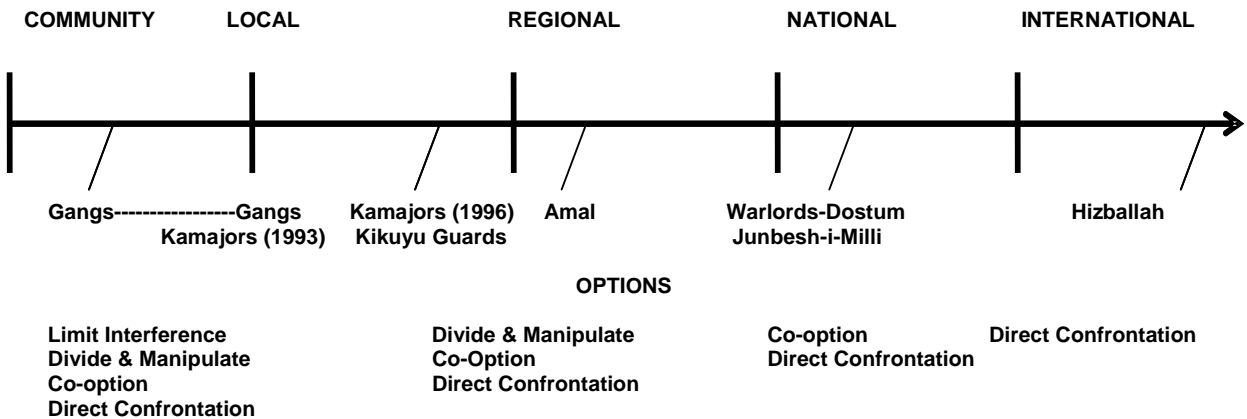 COMMUNITY LOCAL REGIONAL NATIONAL INTERNATIONAL
Gangs-----------------Gangs Kamajors (1996) Amal Warlords-Dostum Hizballah
Kamajors (1993) Kikuyu Guards Junbesh-i-Milli
OPTIONS
Limit Interference Divide & Manipulate Co-option Direct Confrontation
Divide & Manipulate Co-Option Direct Confrontation
Co-option Direct Confrontation
Direct Confrontation